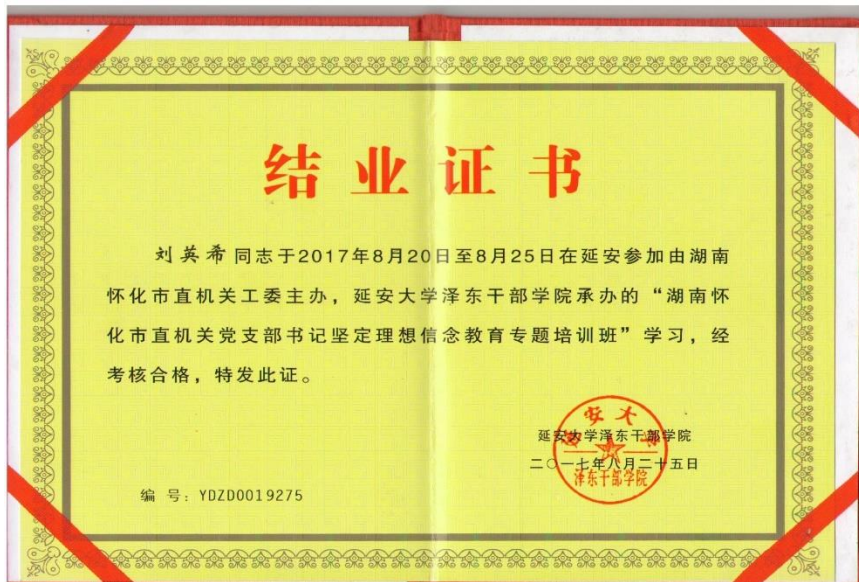 结业证书
刘英希同志于2017年8月20日至8月25日在延安参加由湖南
怀化市直机关工委主办，延安大学泽东干部学院承办的“湖南怀
化市直机关党支部书记坚定理想信念教育专题培训班”学习，经
考核合格，特发此证。
延安大学
延安大学泽东干部学院
二〇一七年八月二十五日
泽东干部学院
编 号：YDZD0019275